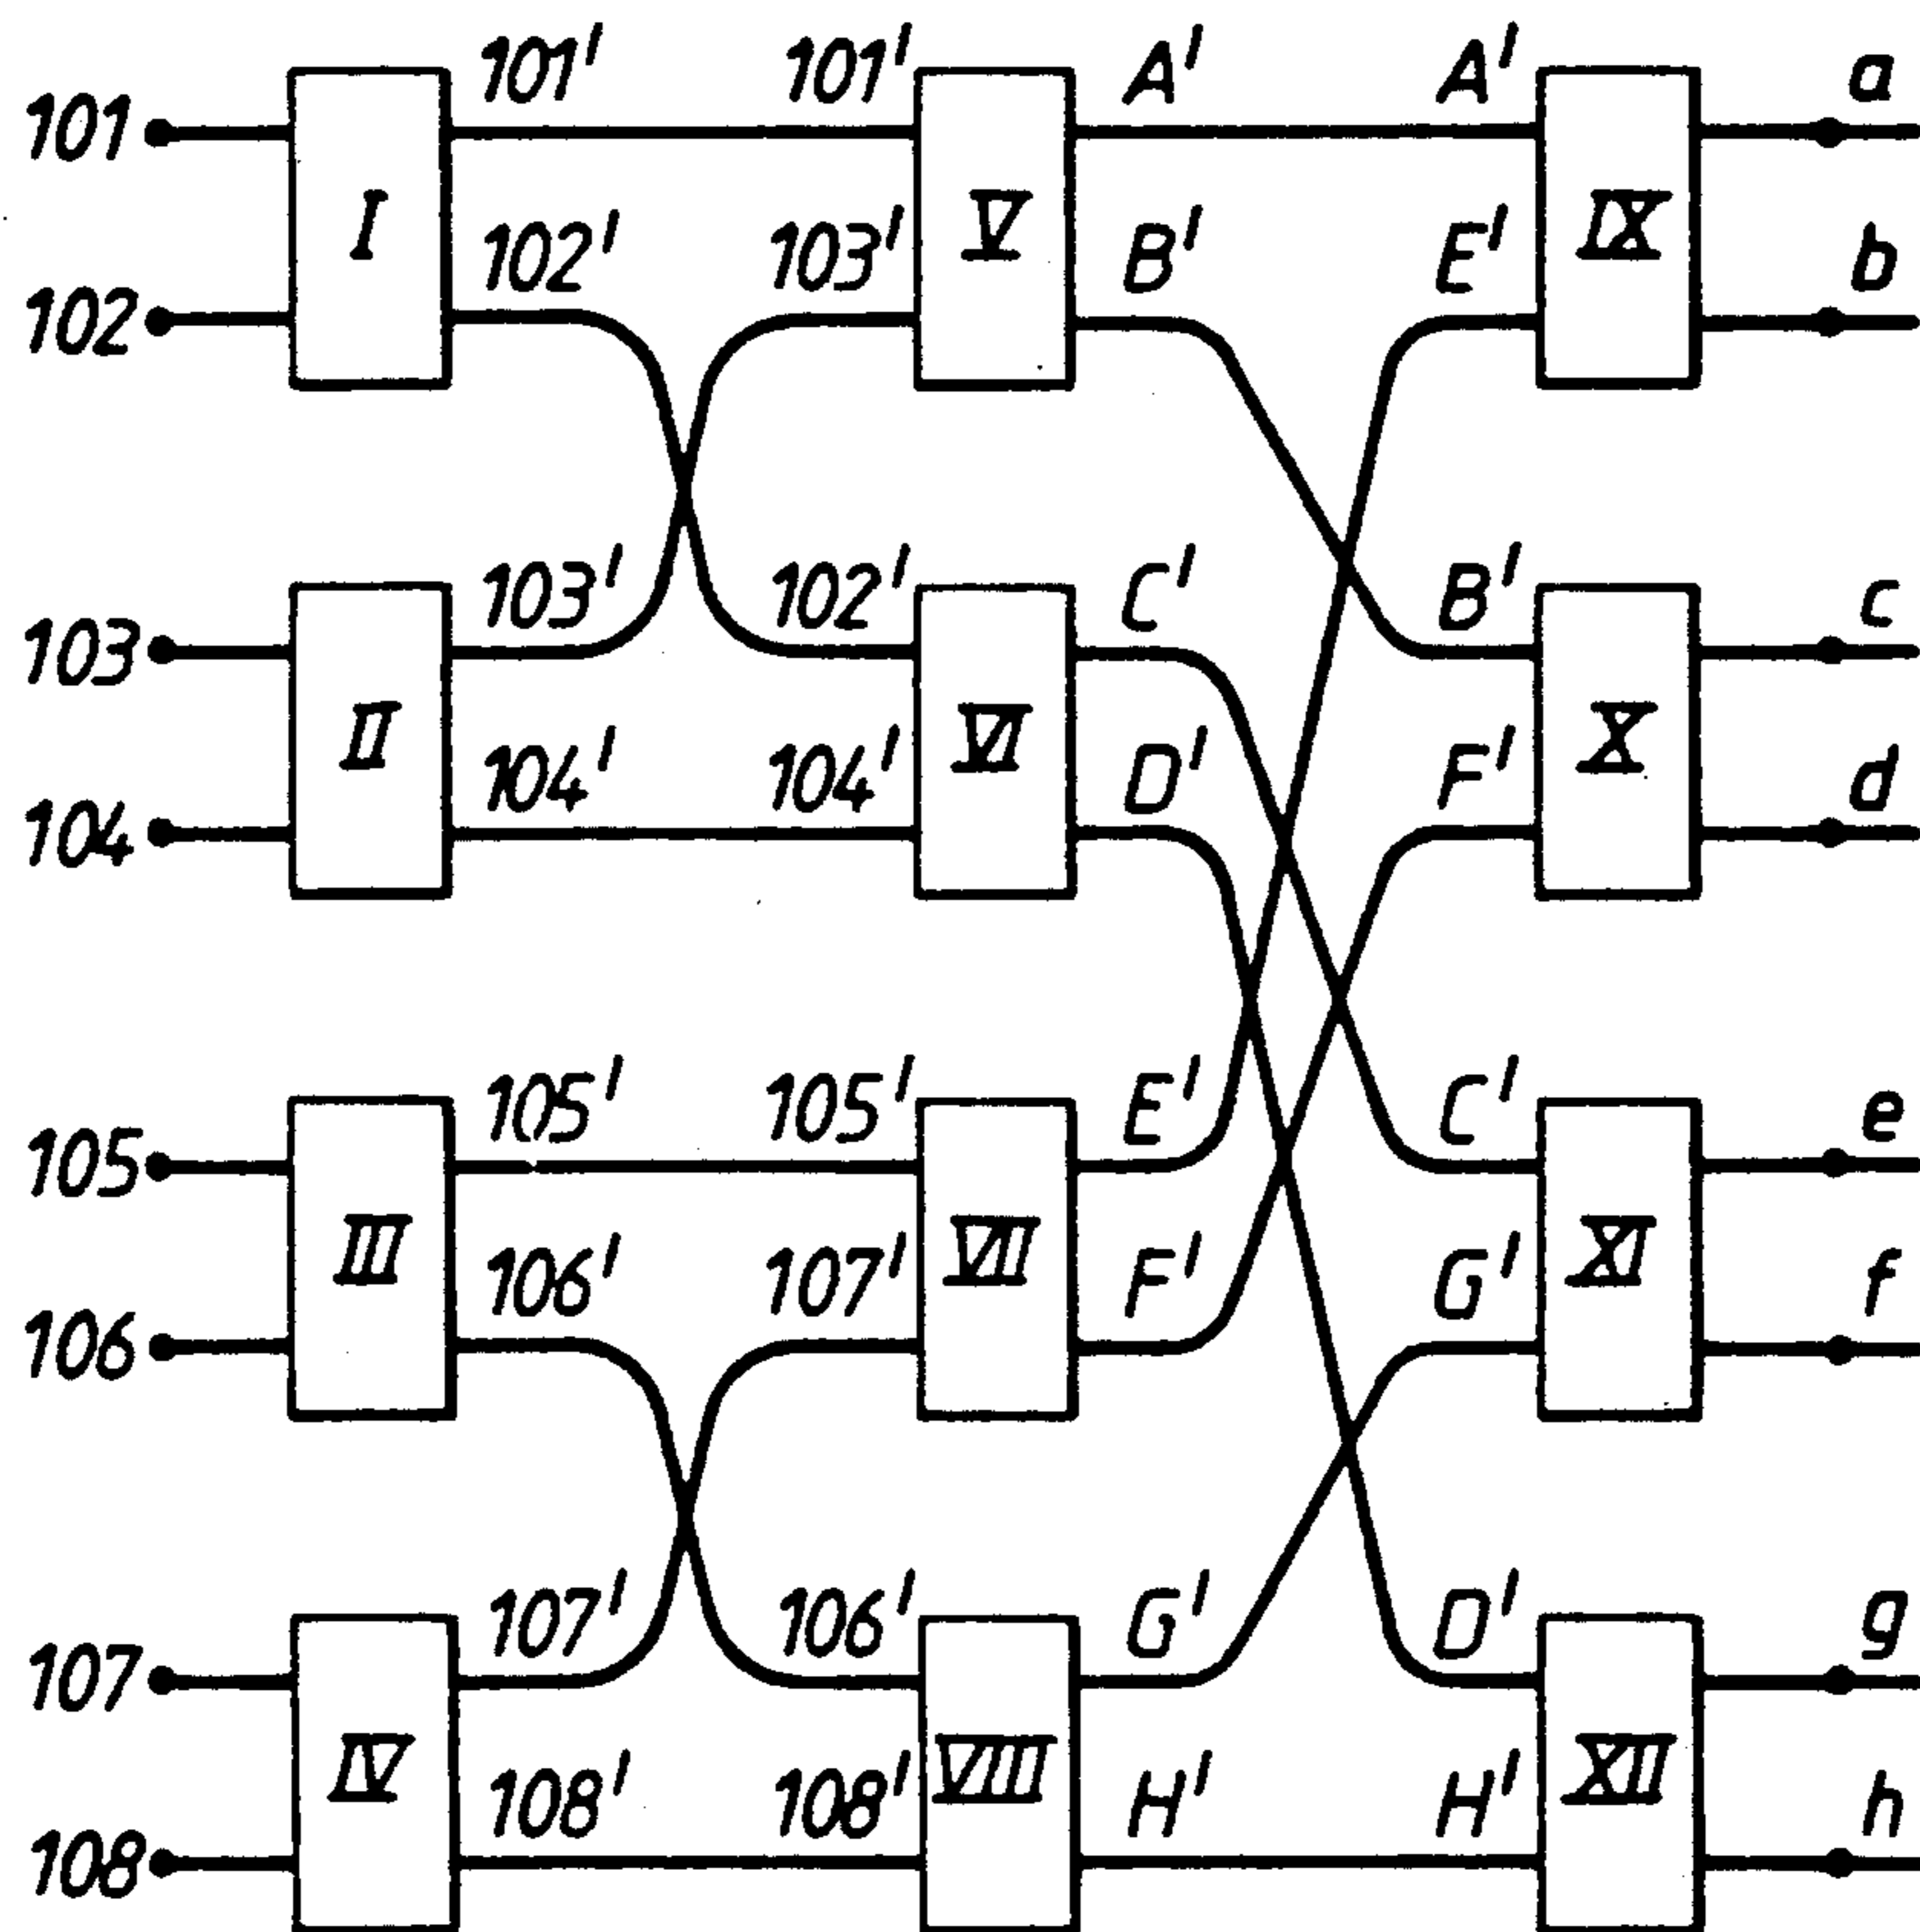 101' 101' A' A' a
101
I V IX
102' 103' B' E' b
102
103' 102' C' B' c
103
II VI X
104' 104' D' F' d
104
105' 105' E' C' e
105
III VII XI
106' 107' F' G' f
106
107' 106' G' D' g
107
IV VIII XII
108' 108' H' H' h
108